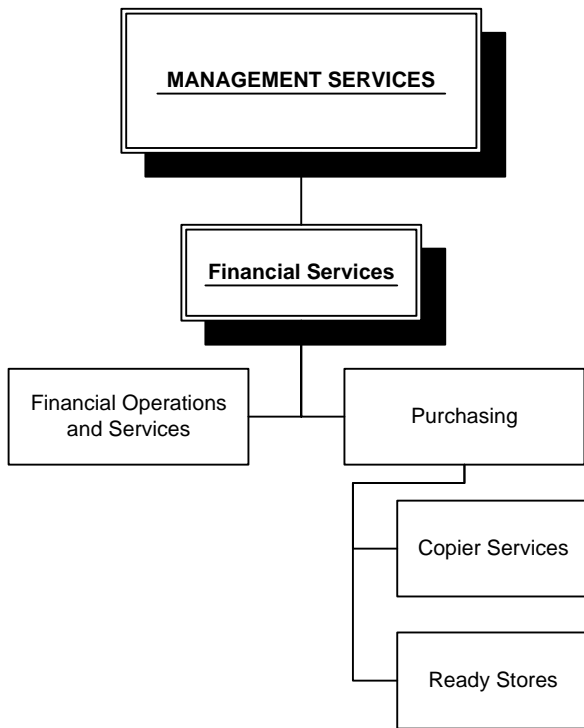 MANAGEMENT SERVICES
Financial Services
Financial Operations
and Services
Purchasing
Copier Services
Ready Stores